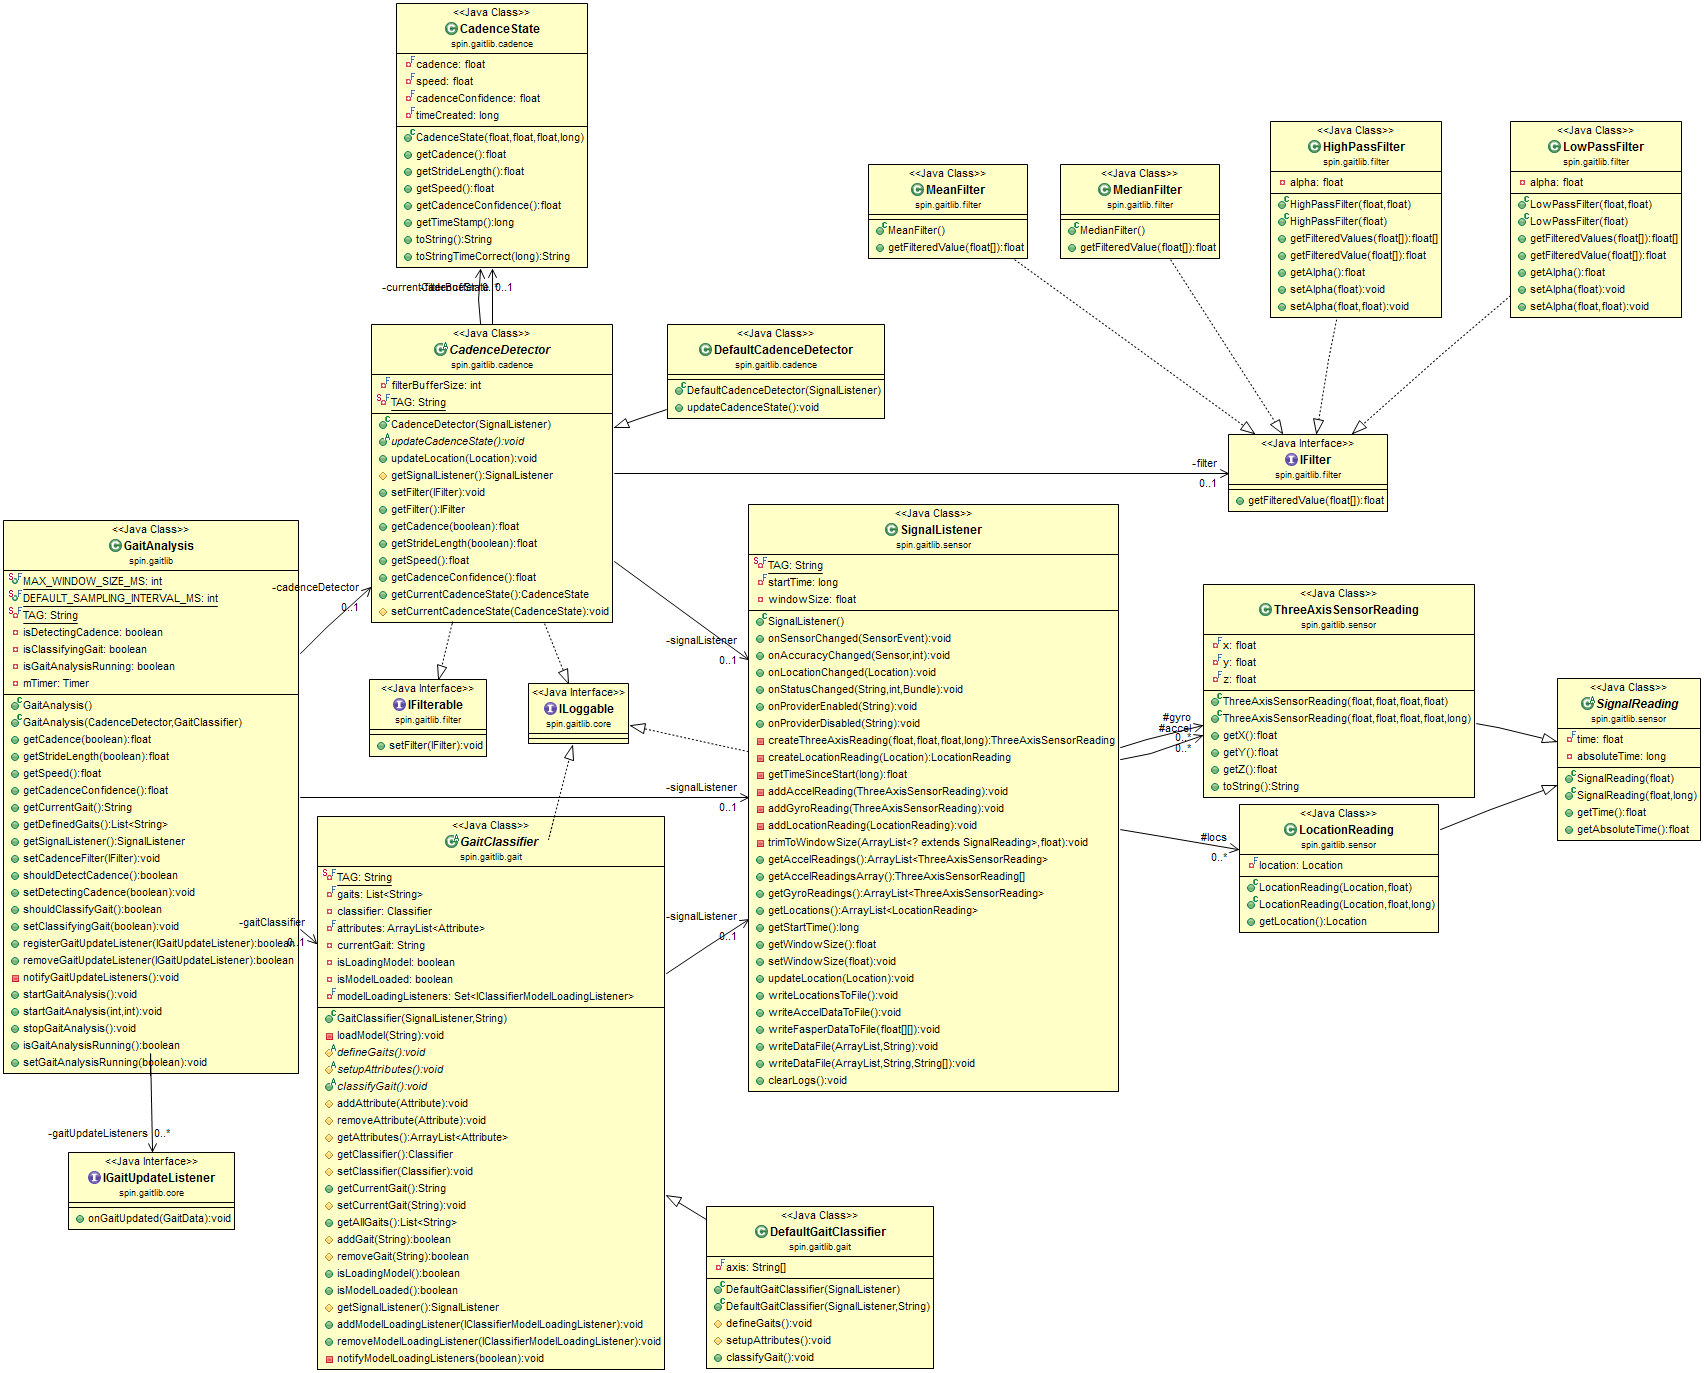 <<Java Class>>
CadenceState
spin.gaitlib.cadence
cadence: float
speed: float
cadenceConfidence: float
timeCreated: long
CadenceState(float,float,float,long)
getCadence():float
getStrideLength():float
getSpeed():float
getCadenceConfidence():float
getTimeStamp():long
toString():String
toStringTimeCorrect(long):String
0..1
<<Java Class>>
CadenceDetector
spin.gaitlib.cadence
filterBufferSize: int
TAG: String
CadenceDetector(SignalListener)
updateCadenceState():void
updateLocation(Location):void
getSignalListener():SignalListener
setFilter(IFilter):void
getFilter():IFilter
getCadence(boolean):float
getStrideLength(boolean):float
getSpeed():float
getCadenceConfidence():float
getCurrentCadenceState():CadenceState
setCurrentCadenceState(CadenceState):void
<<Java Class>>
DefaultCadenceDetector
spin.gaitlib.cadence
DefaultCadenceDetector(SignalListener)
updateCadenceState():void
<<Java Class>>
MeanFilter
spin.gaitlib.filter
MeanFilter()
getFilteredValue(float[]):float
<<Java Class>>
MedianFilter
spin.gaitlib.filter
MedianFilter()
getFilteredValue(float[]):float
<<Java Class>>
HighPassFilter
spin.gaitlib.filter
alpha: float
HighPassFilter(float,float)
HighPassFilter(float)
getFilteredValues(float[]):float[]
getFilteredValue(float[]):float
getAlpha():float
setAlpha(float):void
setAlpha(float,float):void
<<Java Class>>
LowPassFilter
spin.gaitlib.filter
alpha: float
LowPassFilter(float,float)
LowPassFilter(float)
getFilteredValues(float[]):float[]
getFilteredValue(float[]):float
getAlpha():float
setAlpha(float):void
setAlpha(float,float):void
-filter
0..1
<<Java Interface>>
IFilter
spin.gaitlib.filter
getFilteredValue(float[]):float
<<Java Class>>
GaitAnalysis
spin.gaitlib
MAX_WINDOW_SIZE_MS: int
DEFAULT_SAMPLING_INTERVAL_MS: int
TAG: String
isDetectingCadence: boolean
isClassifyingGait: boolean
isGaitAnalysisRunning: boolean
mTimer: Timer
GaitAnalysis()
GaitAnalysis(CadenceDetector,GaitClassifier)
getCadence(boolean):float
getStrideLength(boolean):float
getSpeed():float
getCadenceConfidence():float
getCurrentGait():String
getDefinedGaits():List<String>
getSignalListener():SignalListener
setCadenceFilter(IFilter):void
shouldDetectCadence():boolean
setDetectingCadence(boolean):void
shouldClassifyGait():boolean
setClassifyingGait(boolean):void
registerGaitUpdateListener(IGaitUpdateListener):boolean
removeGaitUpdateListener(IGaitUpdateListener):boolean
notifyGaitUpdateListeners():void
startGaitAnalysis():void
startGaitAnalysis(int,int):void
stopGaitAnalysis():void
isGaitAnalysisRunning():boolean
setGaitAnalysisRunning(boolean):void
-cadenceDetector
0..1
-gaitClassifier
0..1
-gaitUpdateListeners 0..*
<<Java Interface>>
IGaitUpdateListener
spin.gaitlib.core
onGaitUpdated(GaitData):void
<<Java Interface>>
IFilterable
spin.gaitlib.filter
setFilter(IFilter):void
<<Java Interface>>
ILoggable
spin.gaitlib.core
-signalListener
0..1
-signalListener
0..1
-signalListener
0..1
<<Java Class>>
GaitClassifier
spin.gaitlib.gait
TAG: String
gaits: List<String>
classifier: Classifier
attributes: ArrayList<Attribute>
currentGait: String
isLoadingModel: boolean
isModelLoaded: boolean
modelLoadingListeners: Set<IClassifierModelLoadingListener>
GaitClassifier(SignalListener,String)
loadModel(String):void
defineGaits():void
setupAttributes():void
classifyGait():void
addAttribute(Attribute):void
removeAttribute(Attribute):void
getAttributes():ArrayList<Attribute>
getClassifier():Classifier
setClassifier(Classifier):void
getCurrentGait():String
setCurrentGait(String):void
getAllGaits():List<String>
addGait(String):boolean
removeGait(String):boolean
isLoadingModel():boolean
isModelLoaded():boolean
getSignalListener():SignalListener
addModelLoadingListener(IClassifierModelLoadingListener):void
removeModelLoadingListener(IClassifierModelLoadingListener):void
notifyModelLoadingListeners(boolean):void
<<Java Class>>
SignalListener
spin.gaitlib.sensor
TAG: String
startTime: long
windowSize: float
SignalListener()
onSensorChanged(SensorEvent):void
onAccuracyChanged(Sensor,int):void
onLocationChanged(Location):void
onStatusChanged(String,int,Bundle):void
onProviderEnabled(String):void
onProviderDisabled(String):void
createThreeAxisReading(float,float,float,long):ThreeAxisSensorReading
createLocationReading(Location):LocationReading
getTimeSinceStart(long):float
addAccelReading(ThreeAxisSensorReading):void
addGyroReading(ThreeAxisSensorReading):void
addLocationReading(LocationReading):void
trimToWindowSize(ArrayList<? extends SignalReading>,float):void
getAccelReadings():ArrayList<ThreeAxisSensorReading>
getAccelReadingsArray():ThreeAxisSensorReading[]
getGyroReadings():ArrayList<ThreeAxisSensorReading>
getLocations():ArrayList<LocationReading>
getStartTime():long
getWindowSize():float
setWindowSize(float):void
updateLocation(Location):void
writeLocationsToFile():void
writeAccelDataToFile():void
writeFasperDataToFile(float[][]):void
writeDataFile(ArrayList,String):void
writeDataFile(ArrayList,String,String[]):void
clearLogs():void
<<Java Class>>
DefaultGaitClassifier
spin.gaitlib.gait
axis: String[]
DefaultGaitClassifier(SignalListener)
DefaultGaitClassifier(SignalListener,String)
defineGaits():void
setupAttributes():void
classifyGait():void
#gyro
#accel
0..*
0..*
#locs
0..*
<<Java Class>>
ThreeAxisSensorReading
spin.gaitlib.sensor
x: float
y: float
z: float
ThreeAxisSensorReading(float,float,float,float)
ThreeAxisSensorReading(float,float,float,float,long)
getX():float
getY():float
getZ():float
toString():String
<<Java Class>>
LocationReading
spin.gaitlib.sensor
location: Location
LocationReading(Location,float)
LocationReading(Location,float,long)
getLocation():Location
<<Java Class>>
SignalReading
spin.gaitlib.sensor
time: float
absoluteTime: long
SignalReading(float)
SignalReading(float,long)
getTime():float
getAbsoluteTime():float